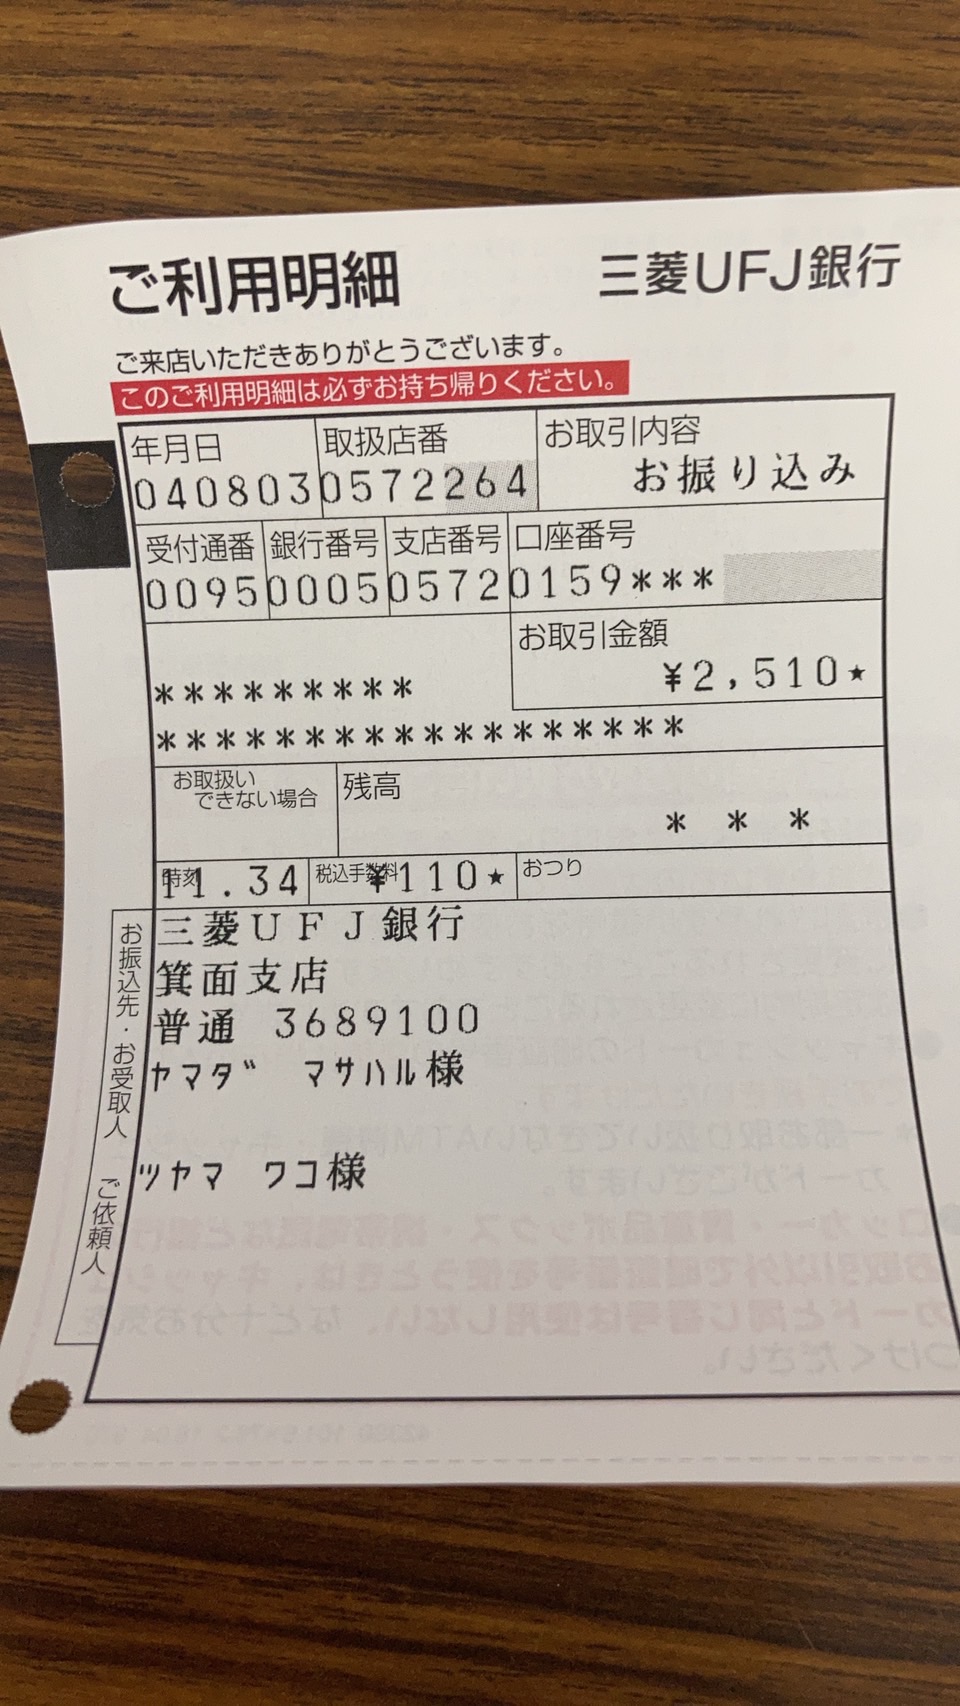 ご利用明細 三菱UFJ銀行
ご来店いただきありがとうございます。
このご利用明細は必ずお持ち帰りください。
年月日 取扱店番 お取引内容
040803 0572264 お振り込み
受付通番 銀行番号 支店番号 口座番号
0095 0005 0572 0159***
お取引金額
********* ¥2,510★
******************
お取扱い
できない場合 残高
* * *
時刻 税込手数料 おつり
11.34 ¥110★
お振込先・お受取人
三菱UFJ銀行
箕面支店
普通 3689100
ヤマダ マサハル様
ご依頼人
ツヤマ ワコ様